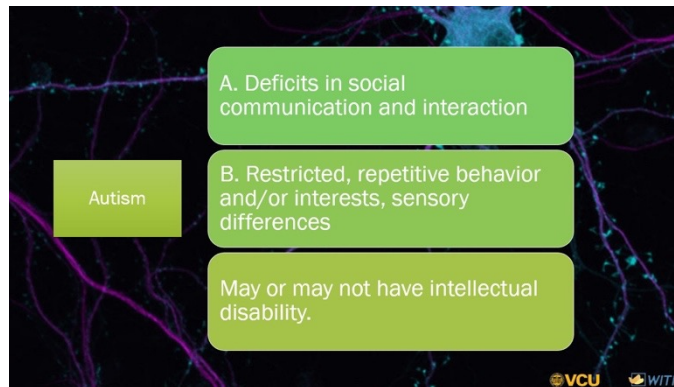 A. Deficits in social
communication and interaction
Autism
B. Restricted, repetitive behavior
and/or interests, sensory
differences
May or may not have intellectual
disability.
VCU